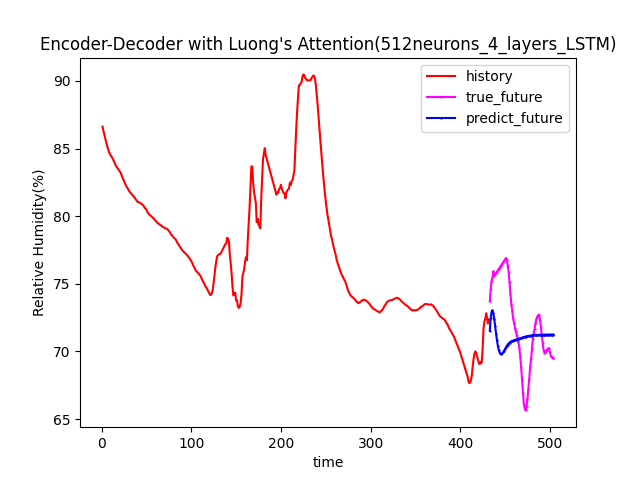 Encoder-Decoder with Luong's Attention(512neurons_4_layers_LSTM)
history
true_future
predict_future
Relative Humidity(%)
90
85
80
75
70
65
0 100 200 300 400 500
time